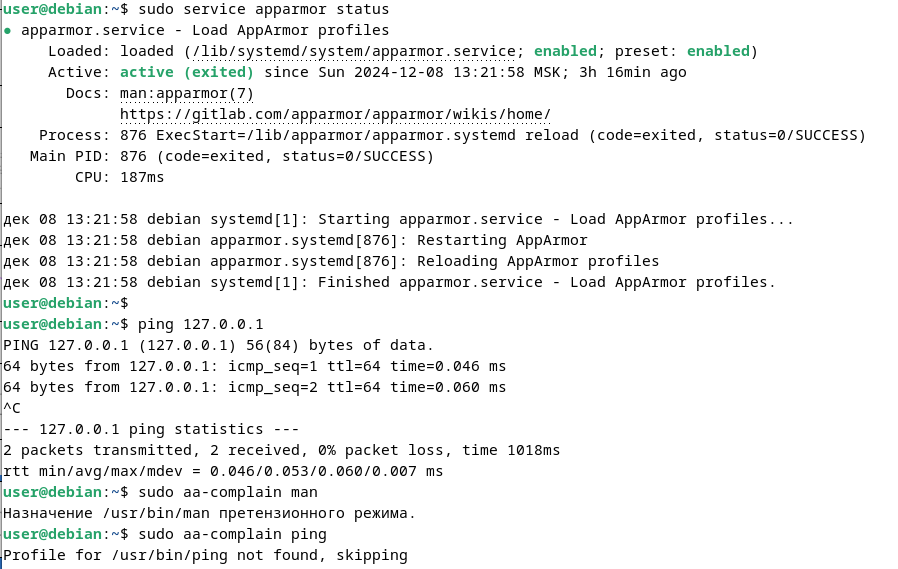 user@debian:~$ sudo service apparmor status
● apparmor.service - Load AppArmor profiles
     Loaded: loaded (/lib/systemd/system/apparmor.service; enabled; preset: enabled)
     Active: active (exited) since Sun 2024-12-08 13:21:58 MSK; 3h 16min ago
       Docs: man:apparmor(7)
             https://gitlab.com/apparmor/apparmor/wikis/home/
    Process: 876 ExecStart=/lib/apparmor/apparmor.systemd reload (code=exited, status=0/SUCCESS)
   Main PID: 876 (code=exited, status=0/SUCCESS)
        CPU: 187ms

дек 08 13:21:58 debian systemd[1]: Starting apparmor.service - Load AppArmor profiles...
дек 08 13:21:58 debian apparmor.systemd[876]: Restarting AppArmor
дек 08 13:21:58 debian apparmor.systemd[876]: Reloading AppArmor profiles
дек 08 13:21:58 debian systemd[1]: Finished apparmor.service - Load AppArmor profiles.
user@debian:~$
user@debian:~$ ping 127.0.0.1
PING 127.0.0.1 (127.0.0.1) 56(84) bytes of data.
64 bytes from 127.0.0.1: icmp_seq=1 ttl=64 time=0.046 ms
64 bytes from 127.0.0.1: icmp_seq=2 ttl=64 time=0.060 ms
^C
--- 127.0.0.1 ping statistics ---
2 packets transmitted, 2 received, 0% packet loss, time 1018ms
rtt min/avg/max/mdev = 0.046/0.053/0.060/0.007 ms
user@debian:~$ sudo aa-complain man
Назначение /usr/bin/man претензионного режима.
user@debian:~$ sudo aa-complain ping
Profile for /usr/bin/ping not found, skipping